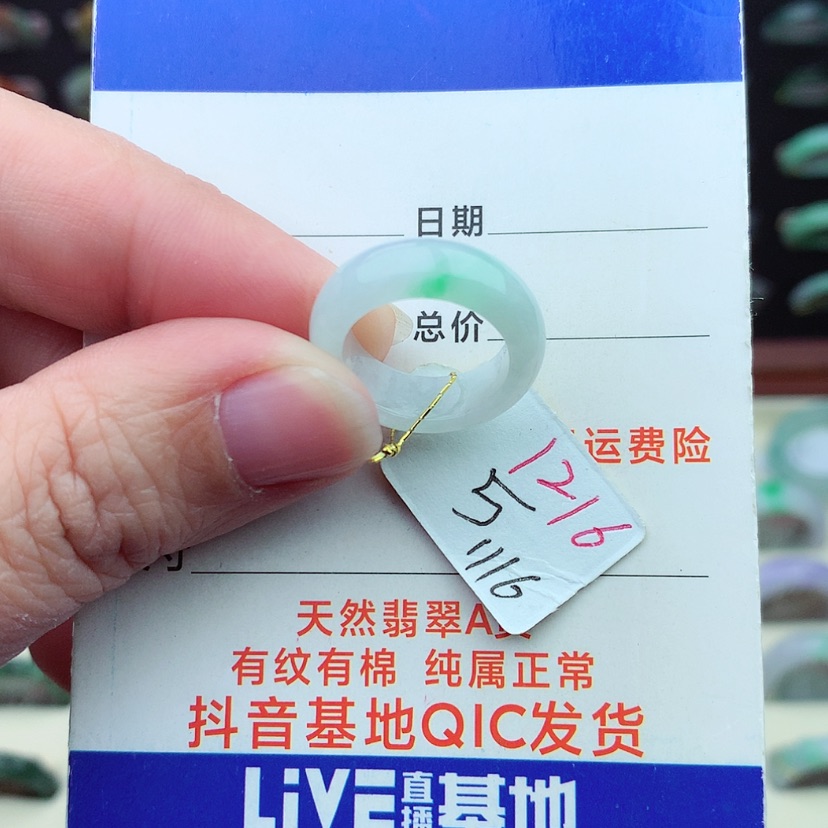 日期
总价
运费险
1216
5
1116
天然翡翠A货
有纹有棉 纯属正常
抖音基地QIC发货
LiVE直播基地